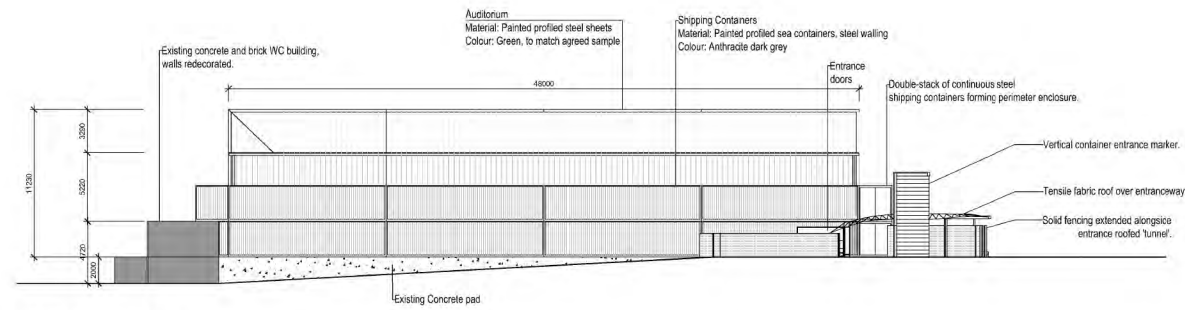 Auditorium
Material: Painted profiled steel sheets
Colour: Green, to match agreed sample
Shipping Containers
Material: Painted profiled sea containers, steel walling
Colour: Anthracite dark grey
Existing concrete and brick WC building,
walls redecorated.
Entrance
doors
48000
Double-stack of continuous steel
shipping containers forming perimeter enclosure.
3290
Vertical container entrance marker.
11230
5220
Tensile fabric roof over entranceway
Solid fencing extended alongside
entrance roofed 'tunnel'.
4720
2000
Existing Concrete pad